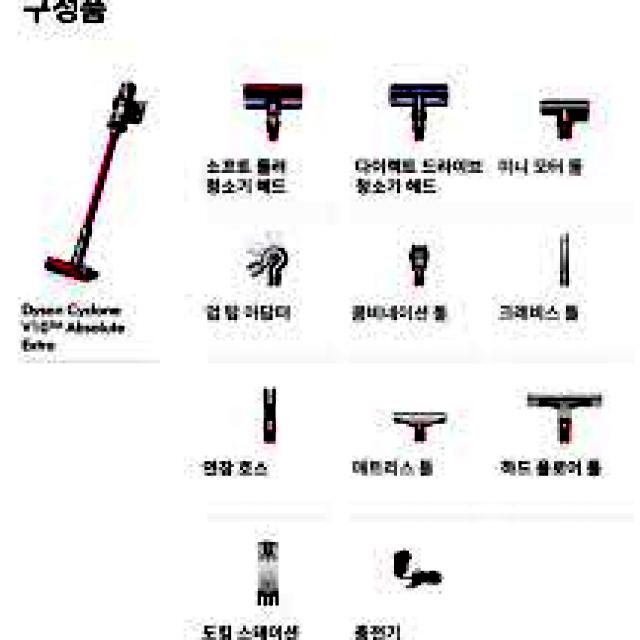 구성품
소프트 롤러
청소기 헤드
다이렉트 드라이브
청소기 헤드
미니 모터 툴
Dyson Cyclone
V10™ Absolute
Extra
업 탑 어답터
콤비네이션 툴
크레비스 툴
연장 호스
매트리스 툴
하드 플로어 툴
도킹 스테이션
충전기